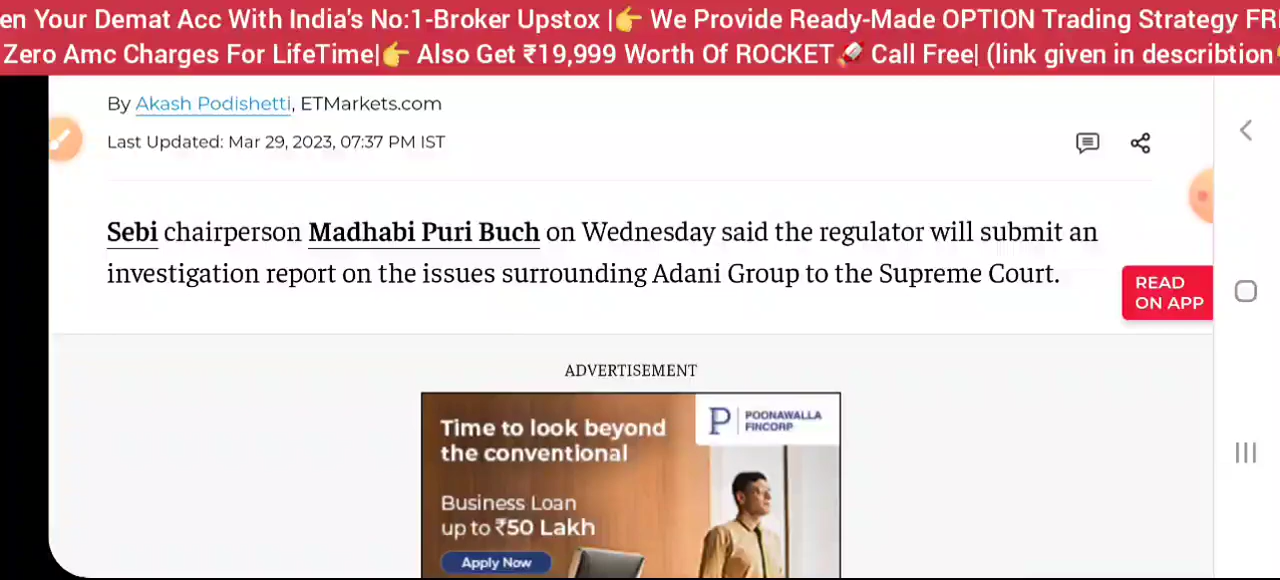 en Your Demat Acc With India's No:1-Broker Upstox |👉 We Provide Ready-Made OPTION Trading Strategy FR
Zero Amc Charges For LifeTime|👉 Also Get ₹19,999 Worth Of ROCKET🚀 Call Free| (link given in describtion
By Akash Podishetti, ETMarkets.com
Last Updated: Mar 29, 2023, 07:37 PM IST
Sebi chairperson Madhabi Puri Buch on Wednesday said the regulator will submit an
investigation report on the issues surrounding Adani Group to the Supreme Court.
READ
ON APP
ADVERTISEMENT
Time to look beyond
the conventional
POONAWALLA
FINCORP
Business Loan
up to ₹50 Lakh
Apply Now